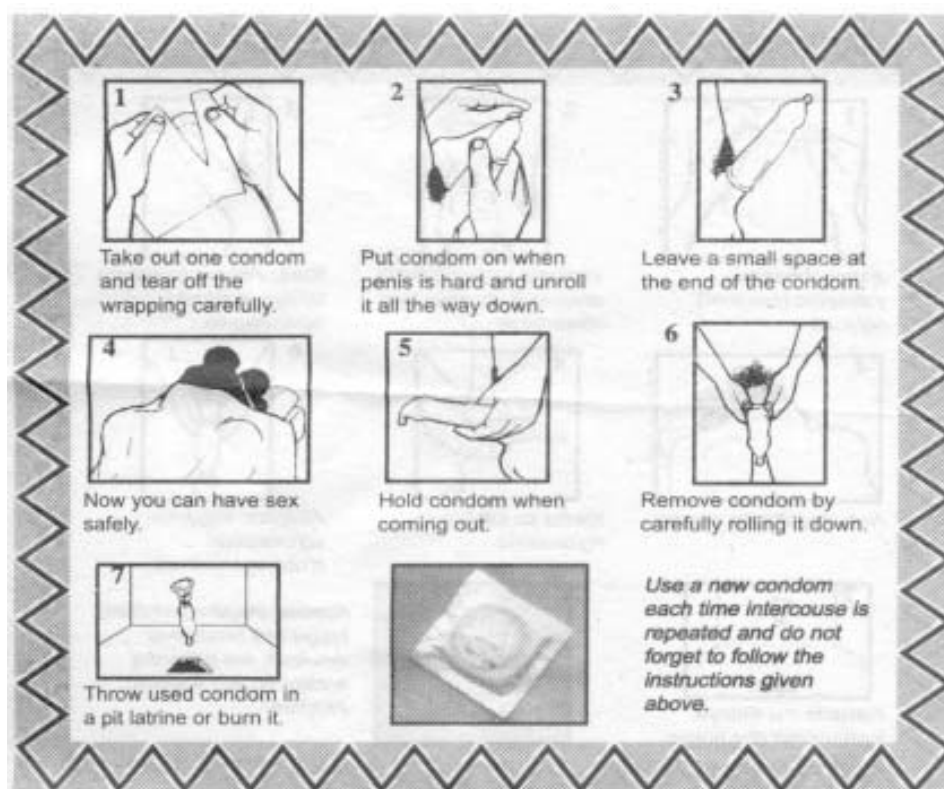 1
Take out one condom
and tear off the
wrapping carefully.
2
Put condom on when
penis is hard and unroll
it all the way down.
3
Leave a small space at
the end of the condom.
4
Now you can have sex
safely.
5
Hold condom when
coming out.
6
Remove condom by
carefully rolling it down.
7
Throw used condom in
a pit latrine or burn it.
Use a new condom
each time intercouse is
repeated and do not
forget to follow the
instructions given
above.